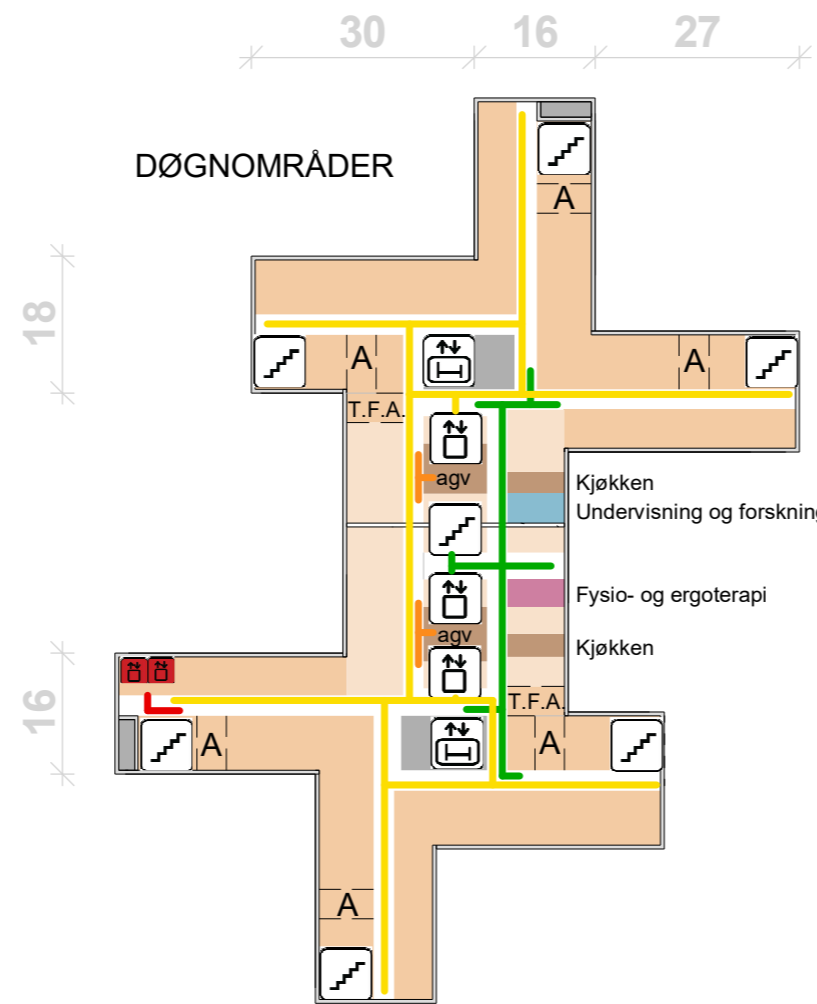 30 16 27
DØGNOMRÅDER
A
18
A
A
T.F.A.
agv
Kjøkken
Undervisning og forskning
Fysio- og ergoterapi
agv
Kjøkken
16
T.F.A.
A
A
A